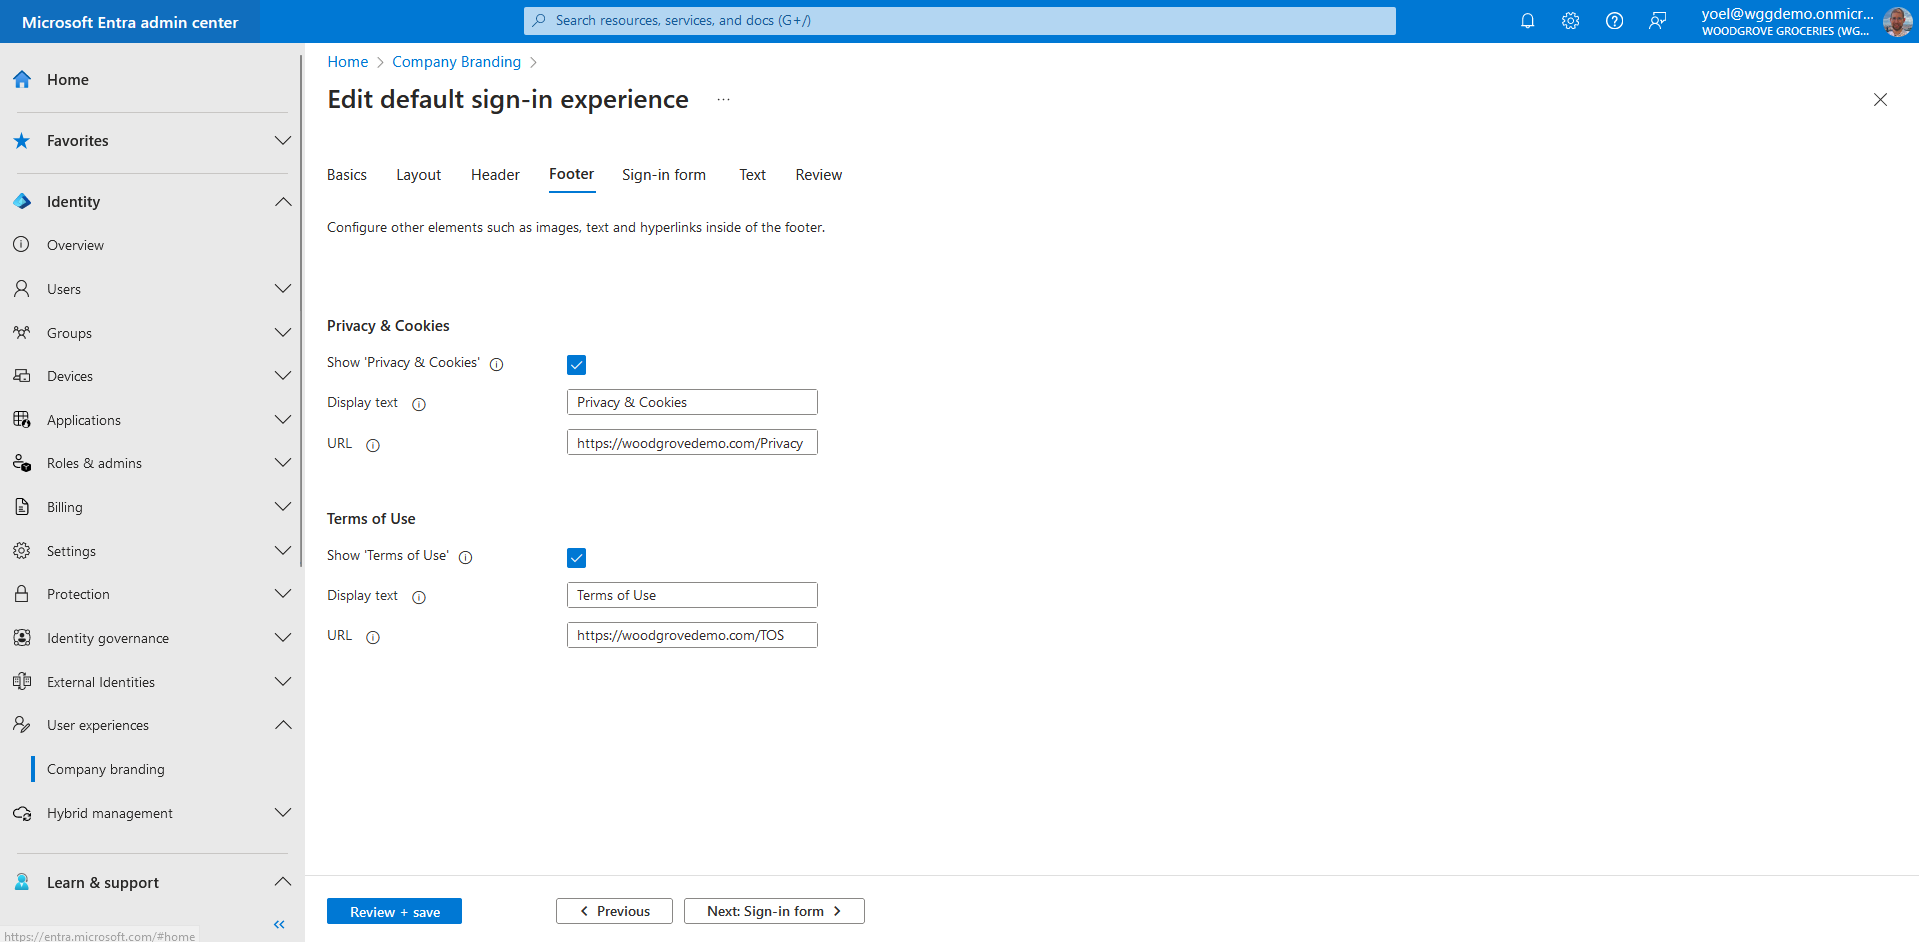 Microsoft Entra admin center
Search resources, services, and docs (G+/)
yoel@wggdemo.onmicr...
WOODGROVE GROCERIES (WG...
Home
Favorites
Identity
Overview
Users
Groups
Devices
Applications
Roles & admins
Billing
Settings
Protection
Identity governance
External Identities
User experiences
Company branding
Hybrid management
Learn & support
https://entra.microsoft.com/#home
Home > Company Branding >
Edit default sign-in experience ...
Basics Layout Header Footer Sign-in form Text Review
Configure other elements such as images, text and hyperlinks inside of the footer.
Privacy & Cookies
Show 'Privacy & Cookies'
Display text Privacy & Cookies
URL https://woodgrovedemo.com/Privacy
Terms of Use
Show 'Terms of Use'
Display text Terms of Use
URL https://woodgrovedemo.com/TOS
Review + save < Previous Next: Sign-in form >